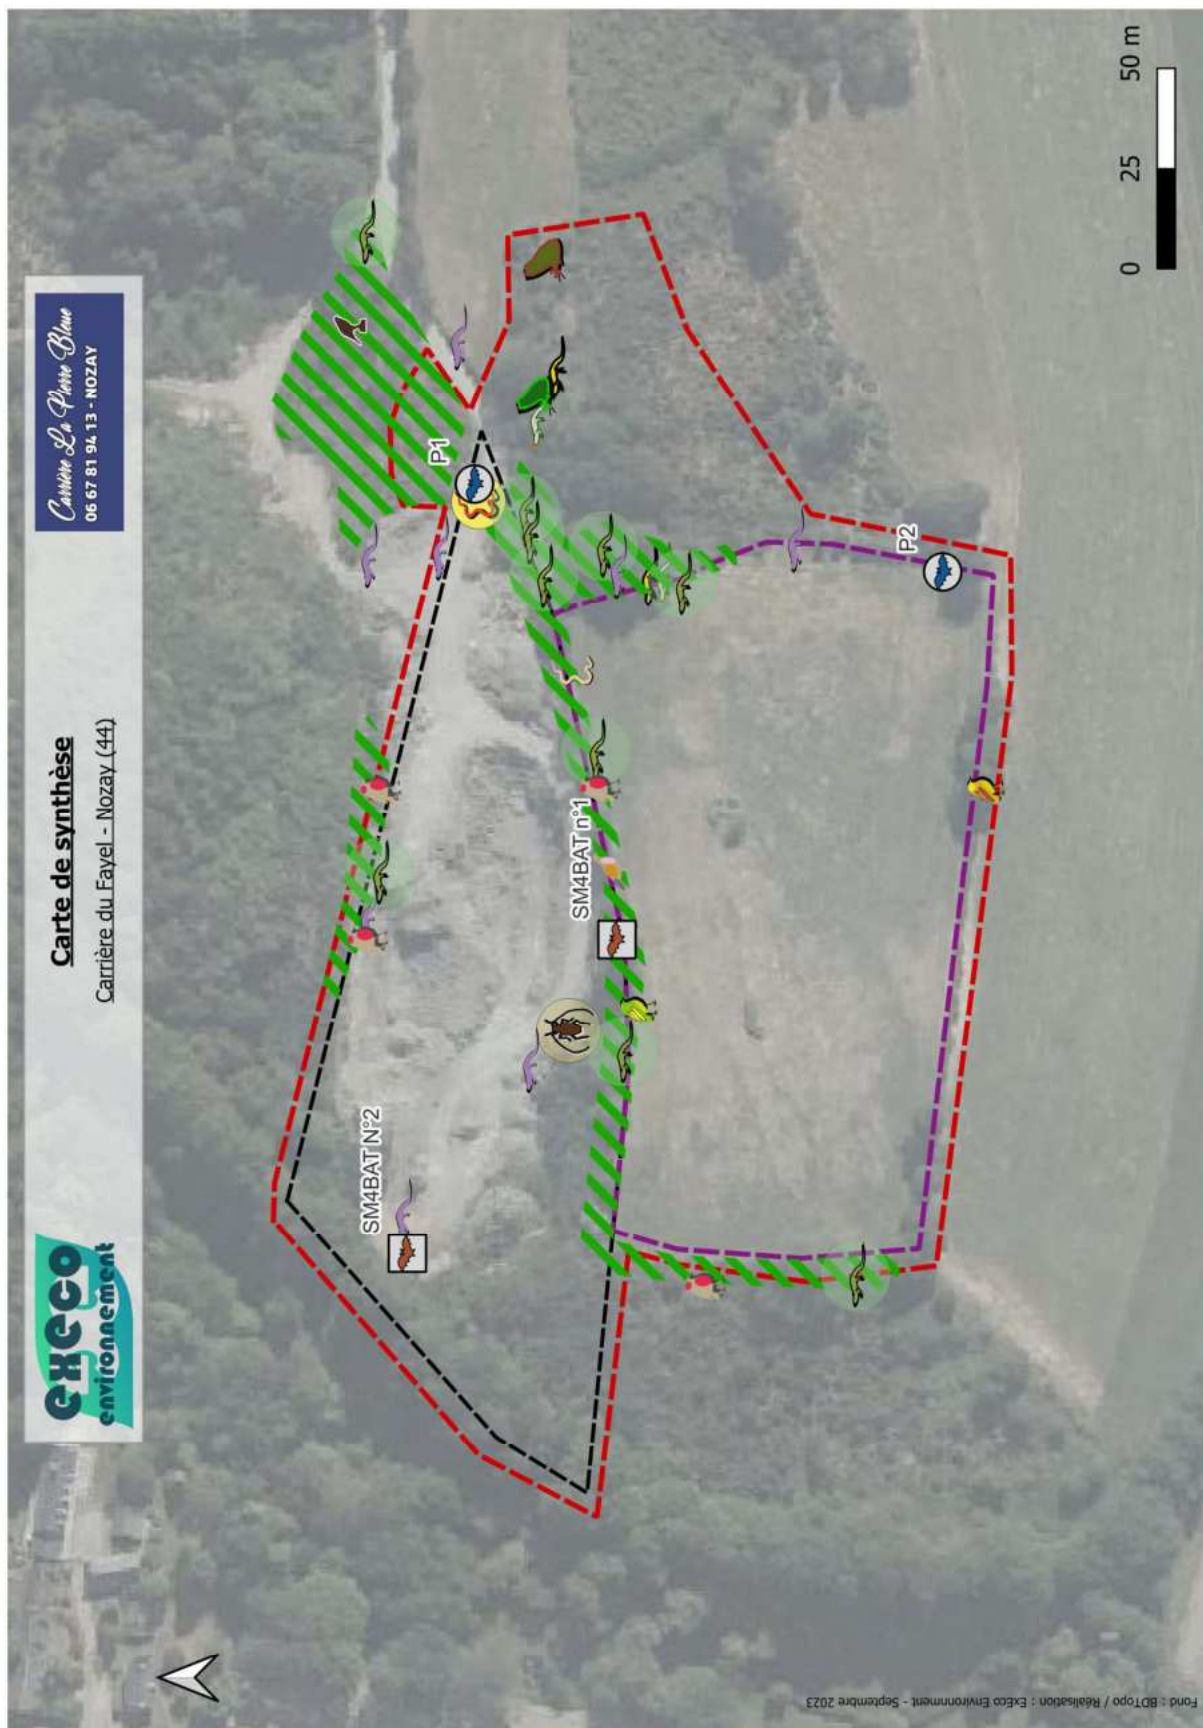 execo
environnement
Carte de synthèse
Carrière du Fayel - Nozay (44)
Carrière La Pierre Bleue
06 67 81 94 13 - NOZAY
P1
SM4BAT N°2
SM4BAT n°1
P2
0 25 50 m
Fond : BDTopo / Réalisation : ExEco Environnment - Septembre 2023